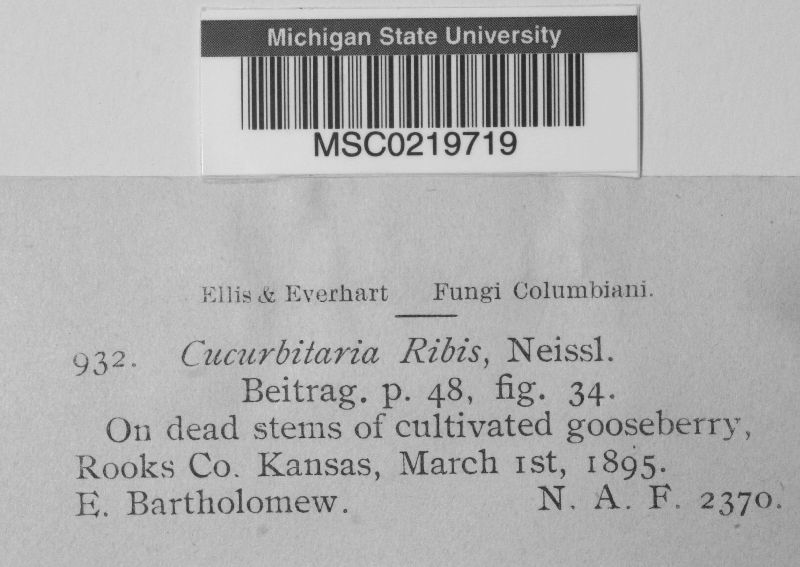 Michigan State University
MSC0219719
Ellis & Everhart Fungi Columbiani.
932. Cucurbitaria Ribis, Neissl.
Beitrag. p. 48, fig. 34.
On dead stems of cultivated gooseberry,
Rooks Co. Kansas, March 1st, 1895.
E. Bartholomew. N. A. F. 2370.